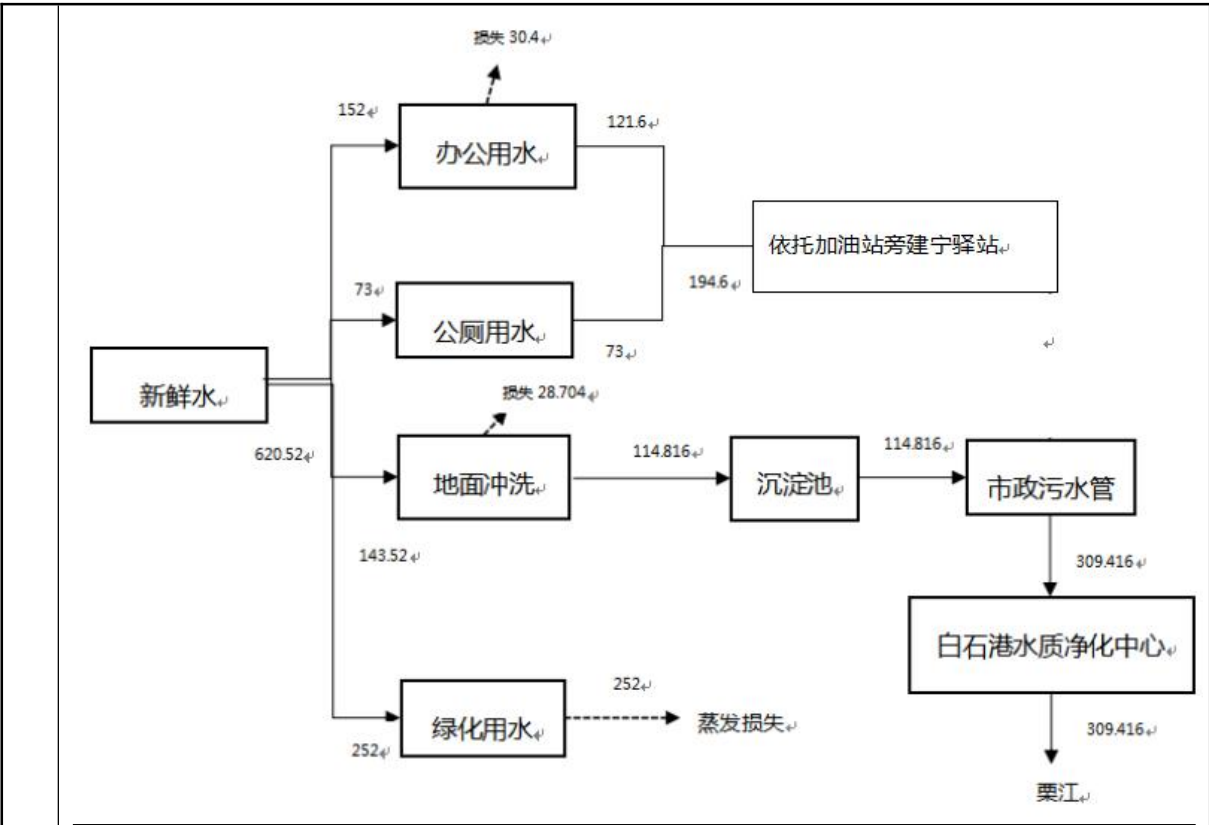 损失 30.4
152
办公用水
121.6
依托加油站旁建宁驿站
194.6
73
公厕用水
73
新鲜水
620.52
损失 28.704
地面冲洗
114.816
沉淀池
114.816
市政污水管
143.52
309.416
白石港水质净化中心
252
绿化用水
252
蒸发损失
309.416
栗江